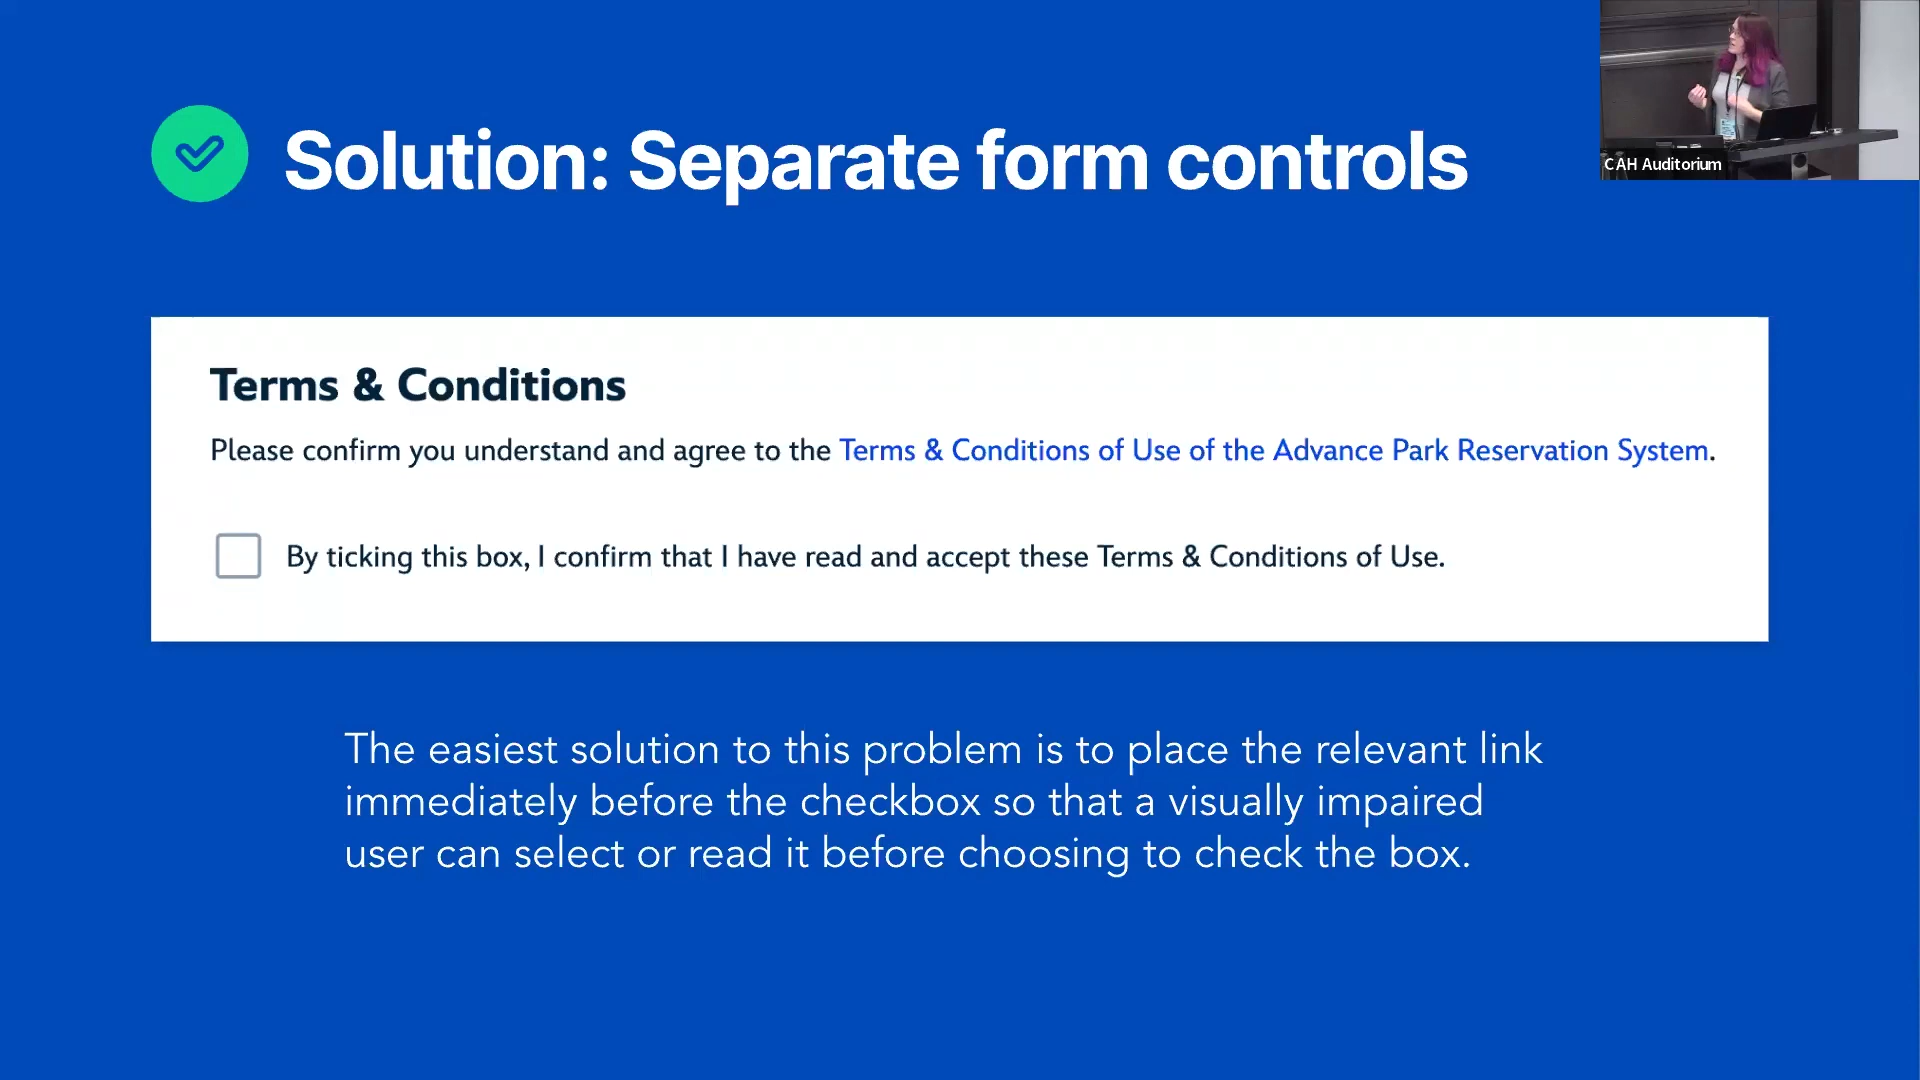 Solution: Separate form controls
CAH Auditorium
Terms & Conditions
Please confirm you understand and agree to the Terms & Conditions of Use of the Advance Park Reservation System.
By ticking this box, I confirm that I have read and accept these Terms & Conditions of Use.
The easiest solution to this problem is to place the relevant link
immediately before the checkbox so that a visually impaired
user can select or read it before choosing to check the box.